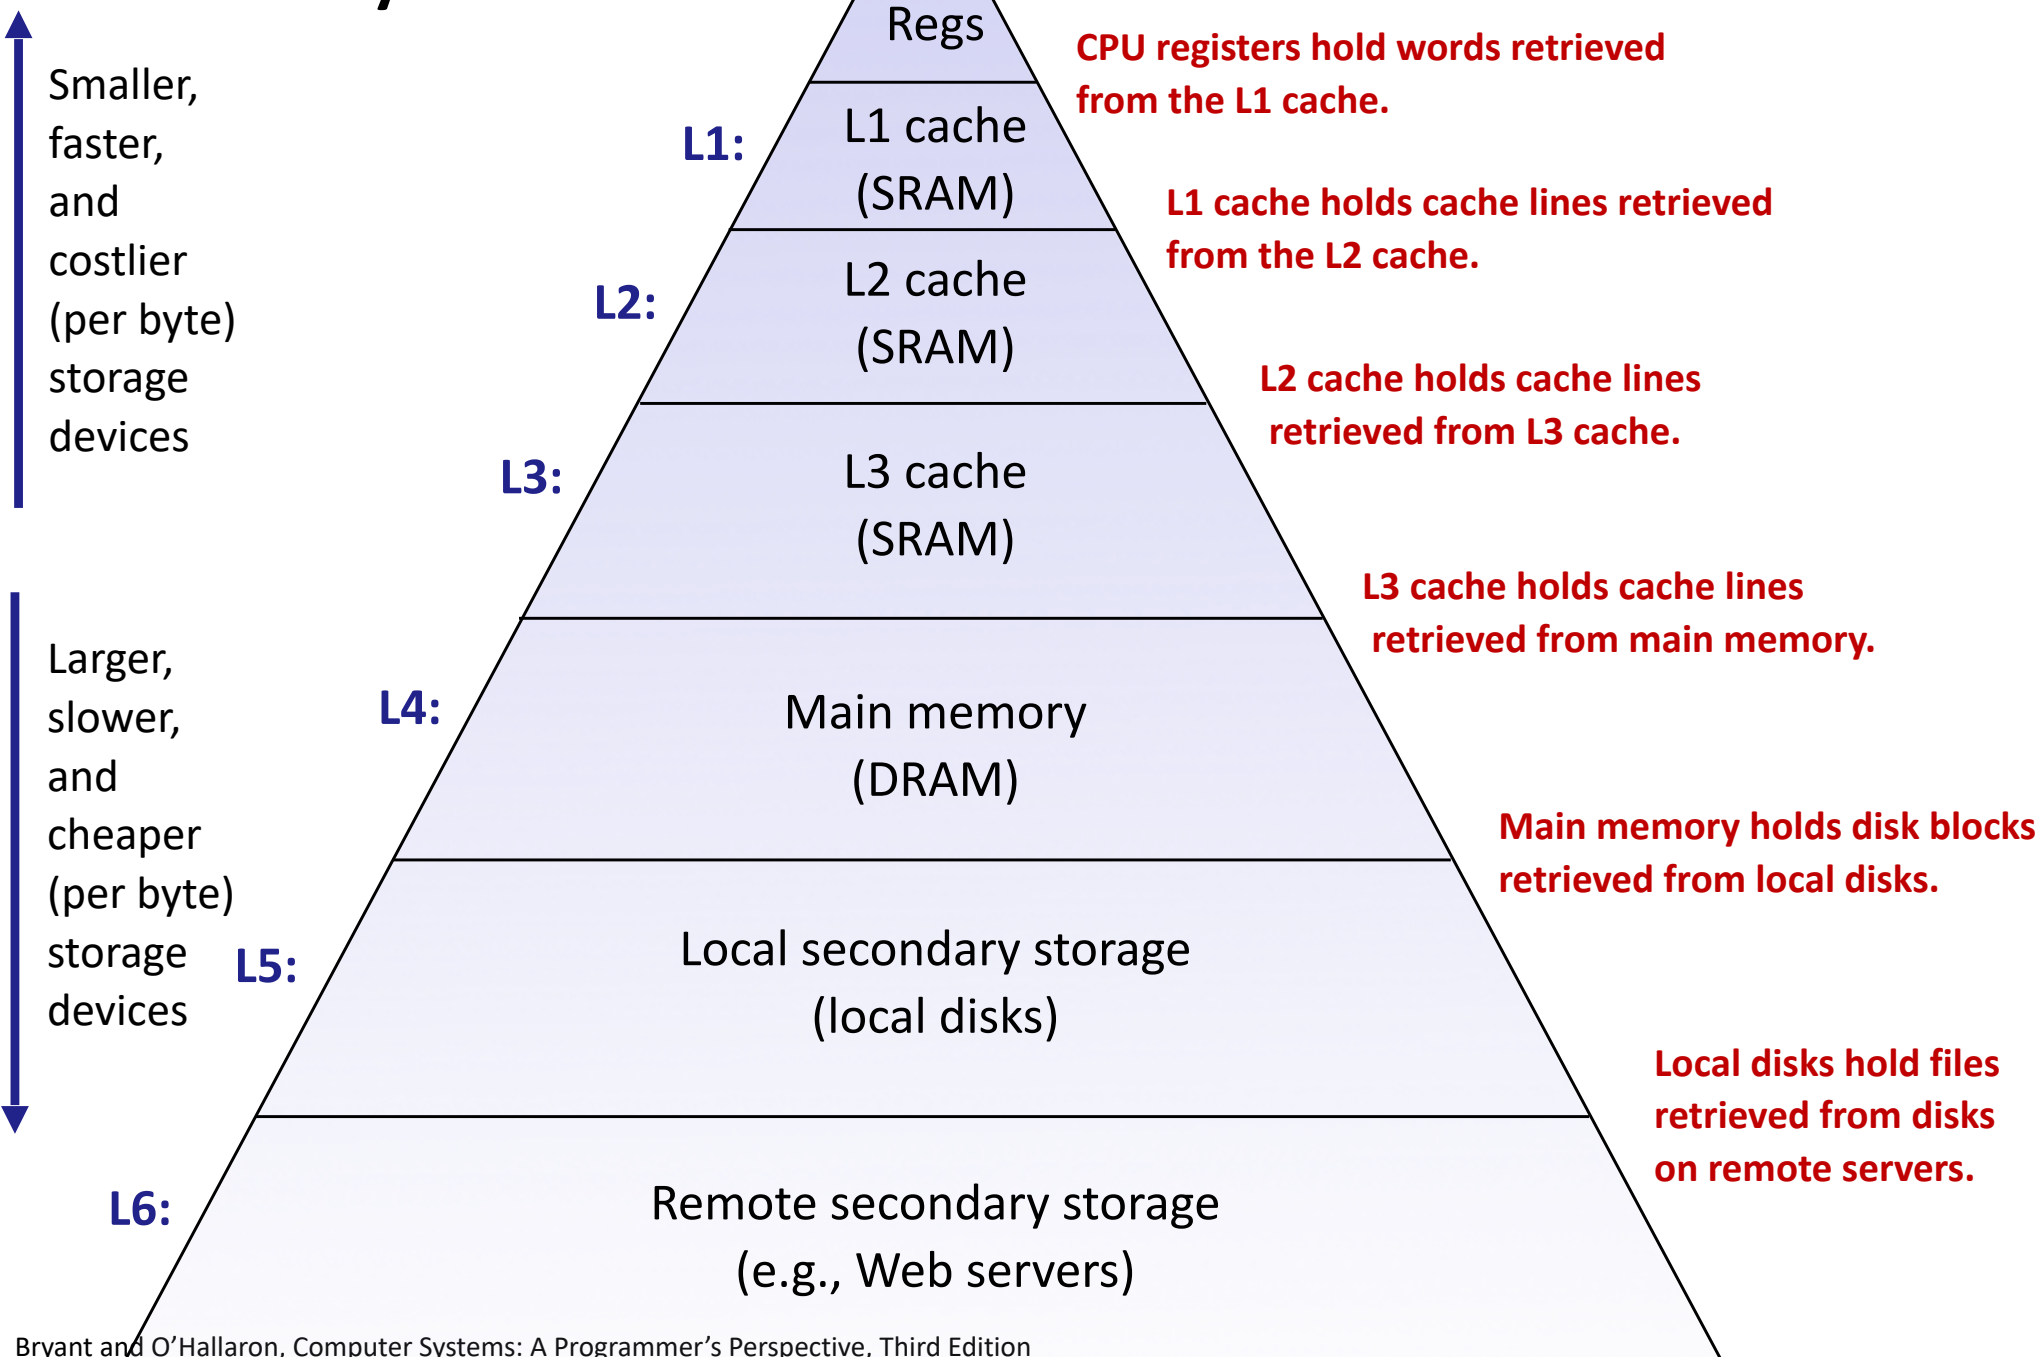 Regs
CPU registers hold words retrieved
from the L1 cache.
Smaller,
faster,
and
costlier
(per byte)
storage
devices
L1:
L1 cache
(SRAM)
L1 cache holds cache lines retrieved
from the L2 cache.
L2:
L2 cache
(SRAM)
L2 cache holds cache lines
retrieved from L3 cache.
L3:
L3 cache
(SRAM)
L3 cache holds cache lines
retrieved from main memory.
Larger,
slower,
and
cheaper
(per byte)
storage
devices
L4:
Main memory
(DRAM)
Main memory holds disk blocks
retrieved from local disks.
L5:
Local secondary storage
(local disks)
Local disks hold files
retrieved from disks
on remote servers.
L6:
Remote secondary storage
(e.g., Web servers)
Bryant and O’Hallaron, Computer Systems: A Programmer’s Perspective, Third Edition